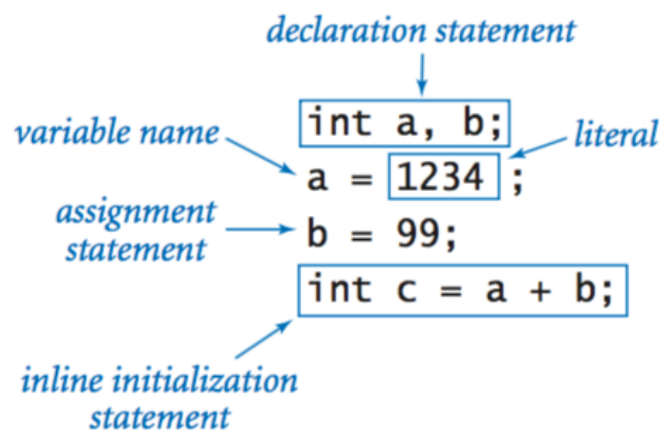 declaration statement
int a, b;
variable name
literal
a = 1234 ;
assignment
statement
b = 99;
int c = a + b;
inline initialization
statement